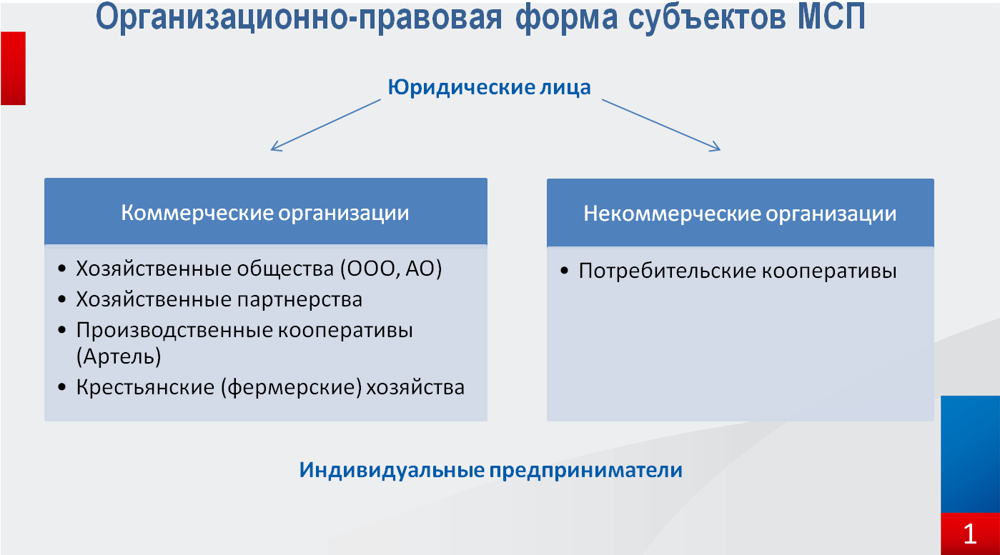 Организационно-правовая форма субъектов МСП
Юридические лица
Коммерческие организации
• Хозяйственные общества (ООО, АО)
• Хозяйственные партнерства
• Производственные кооперативы
(Артель)
• Крестьянские (фермерские) хозяйства
Некоммерческие организации
• Потребительские кооперативы
Индивидуальные предприниматели
1